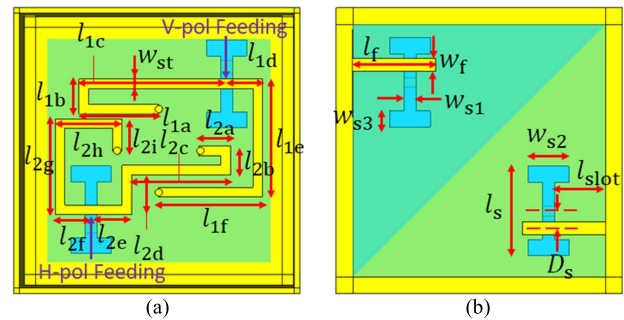 V-pol Feeding
l1c
wst
l1d
l1b
l1a
l2a
l2h
l2i
l2c
l2b
l1e
l2g
l1f
l2f
l2e
l2d
H-pol Feeding
(a)
lf
wf
ws1
ws3
ws2
lslot
ls
Ds
(b)